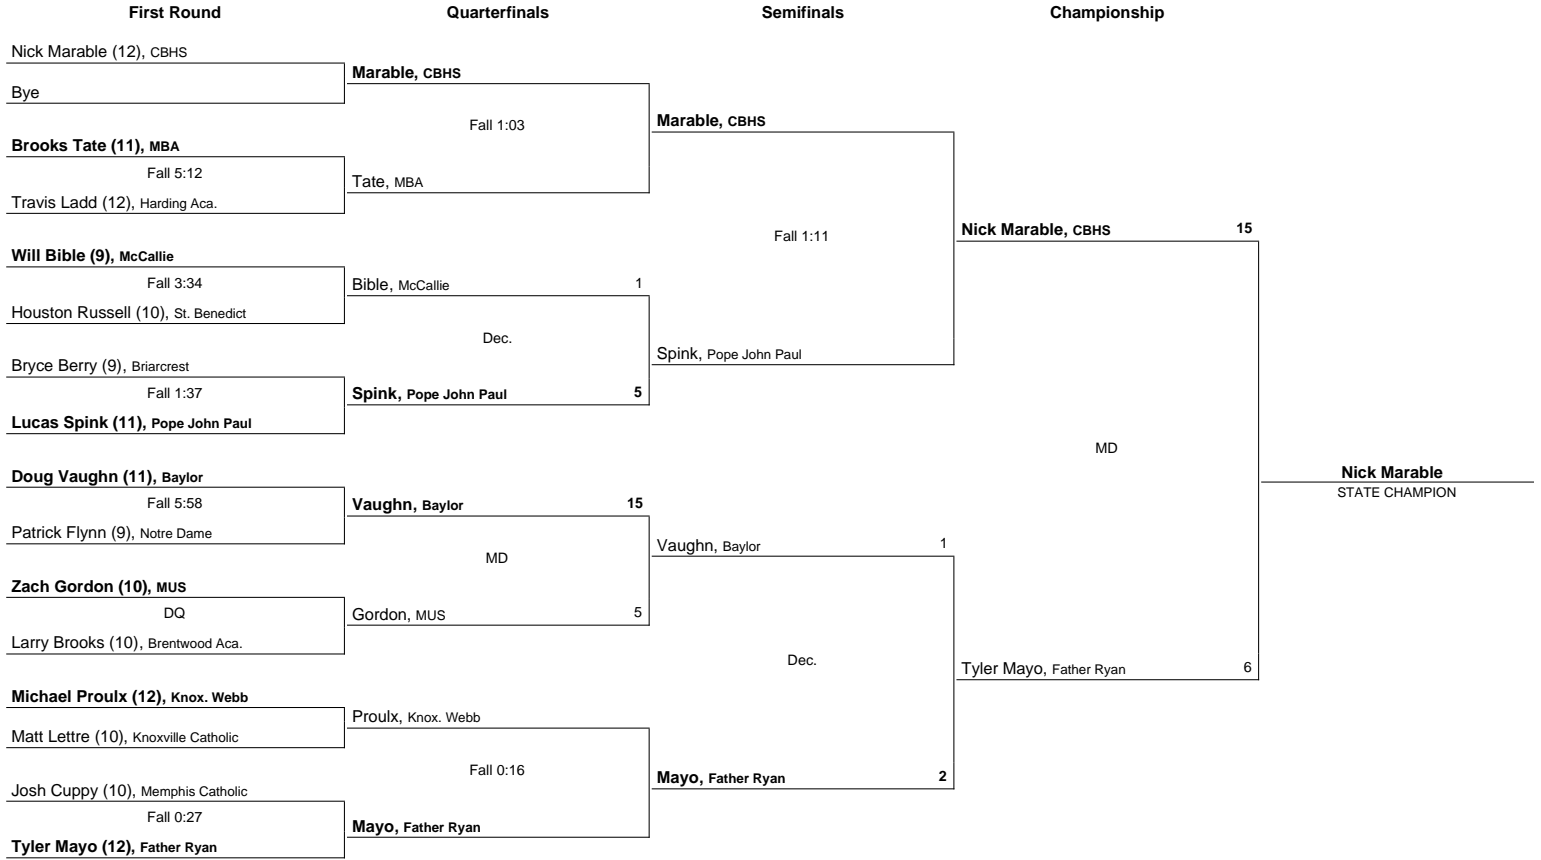 First Round
Quarterfinals
Semifinals
Championship
Nick Marable (12), CBHS
Bye
Brooks Tate (11), MBA
Fall 5:12
Travis Ladd (12), Harding Aca.
Will Bible (9), McCallie
Fall 3:34
Houston Russell (10), St. Benedict
Bryce Berry (9), Briarcrest
Fall 1:37
Lucas Spink (11), Pope John Paul
Doug Vaughn (11), Baylor
Fall 5:58
Patrick Flynn (9), Notre Dame
Zach Gordon (10), MUS
DQ
Larry Brooks (10), Brentwood Aca.
Michael Proulx (12), Knox. Webb
Matt Lettre (10), Knoxville Catholic
Josh Cuppy (10), Memphis Catholic
Fall 0:27
Tyler Mayo (12), Father Ryan
Marable, CBHS
Fall 1:03
Tate, MBA
Bible, McCallie 1
Dec.
Spink, Pope John Paul 5
Vaughn, Baylor 15
MD
Gordon, MUS 5
Proulx, Knox. Webb
Fall 0:16
Mayo, Father Ryan
Marable, CBHS
Fall 1:11
Spink, Pope John Paul
Vaughn, Baylor 1
Dec.
Mayo, Father Ryan 2
Nick Marable, CBHS 15
MD
Tyler Mayo, Father Ryan 6
Nick Marable
STATE CHAMPION